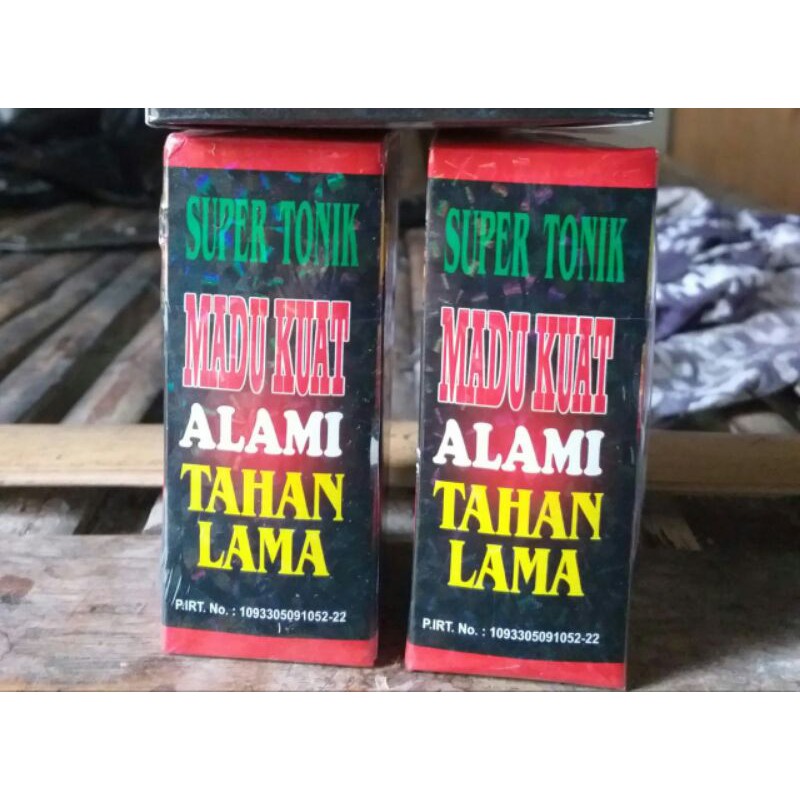 SUPER TONIK
MADU KUAT
ALAMI
TAHAN
LAMA
P.IRT. No. : 1093305091052-22
SUPER TONIK
MADU KUAT
ALAMI
TAHAN
LAMA
P.IRT. No. : 1093305091052-22